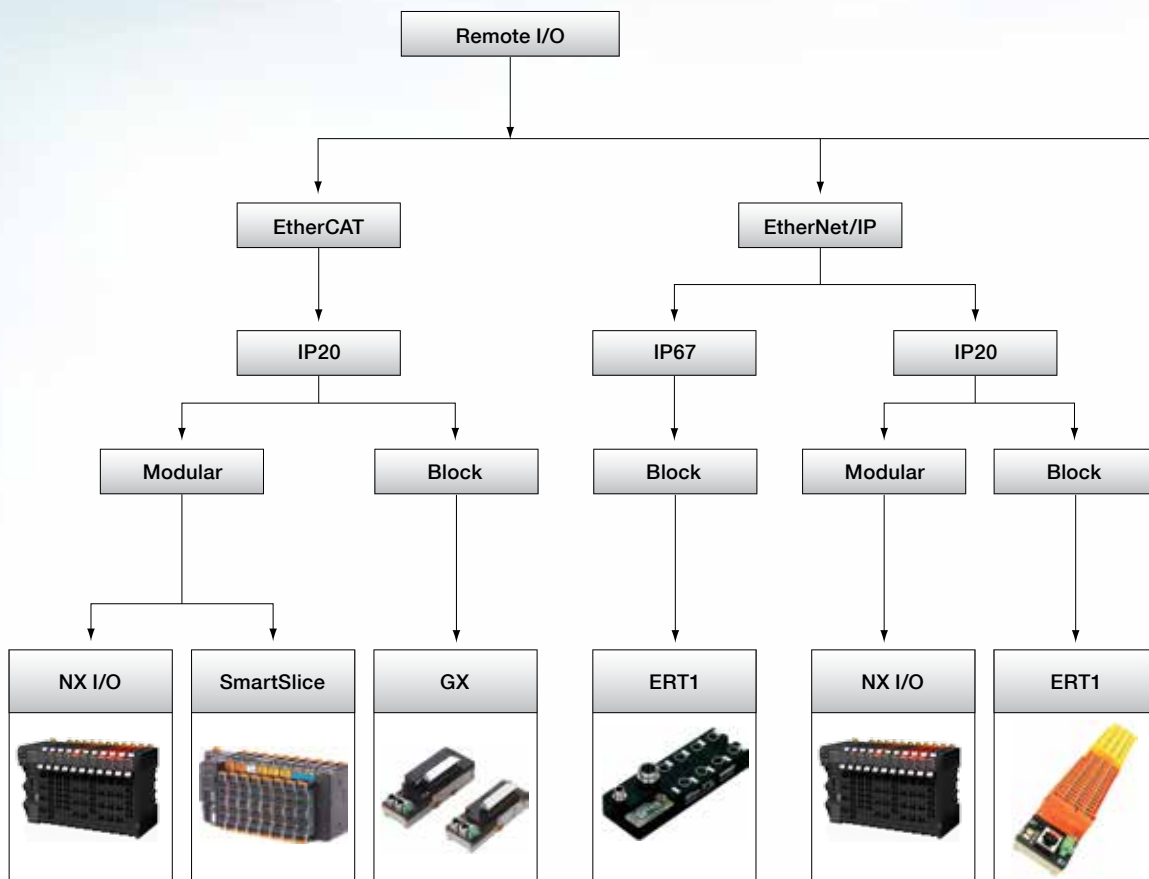 Remote I/O
EtherCAT
EtherNet/IP
IP20
IP67
IP20
Modular
Block
Block
Modular
Block
NX I/O
SmartSlice
GX
ERT1
NX I/O
ERT1